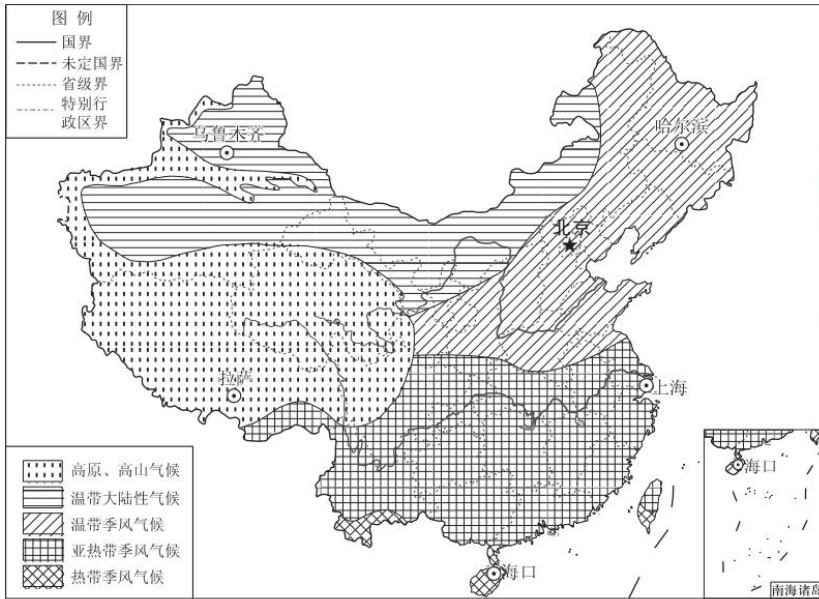 图 例
国界
未定国界
省级界
特别行
政区界
乌鲁木齐
哈尔滨
北京
拉萨
上海
海口
海口
南海诸岛
高原、高山气候
温带大陆性气候
温带季风气候
亚热带季风气候
热带季风气候